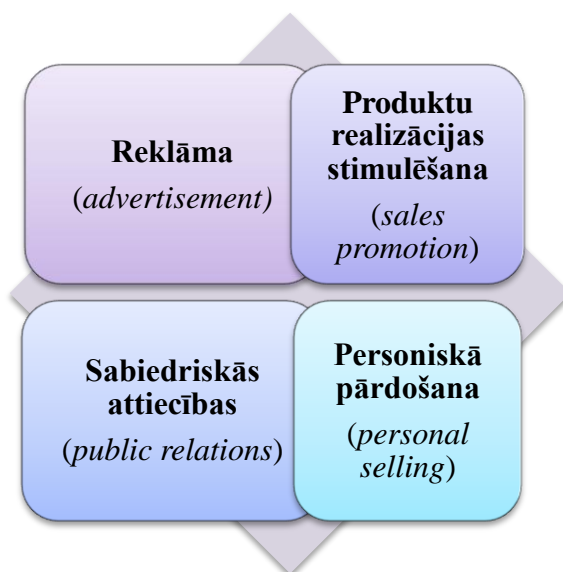 Reklāma
(advertisement)
Produktu
realizācijas
stimulēšana
(sales
promotion)
Sabiedriskās
attiecības
(public relations)
Personiskā
pārdošana
(personal
selling)